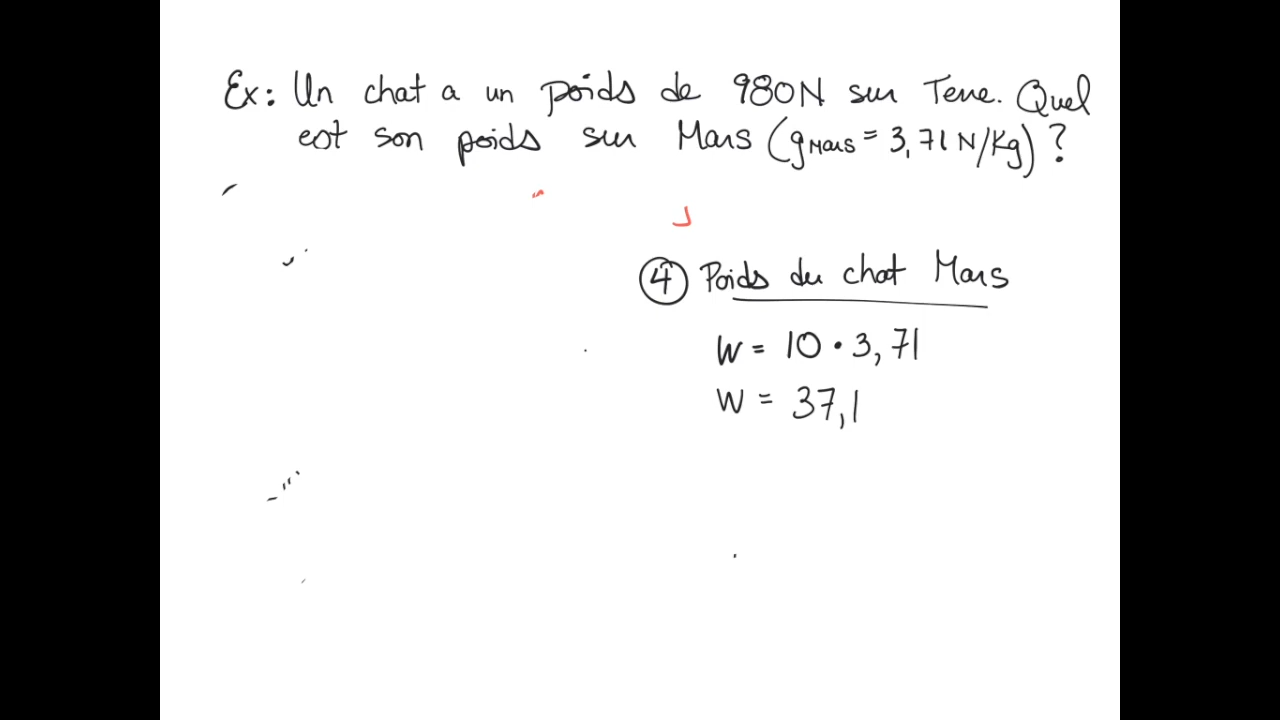 Ex: Un chat a un poids de 980N sur Terre. Quel
est son poids sur Mars (gMars = 3,71 N/Kg) ?
④ Poids du chat Mars
W = 10 • 3,71
W = 37,1